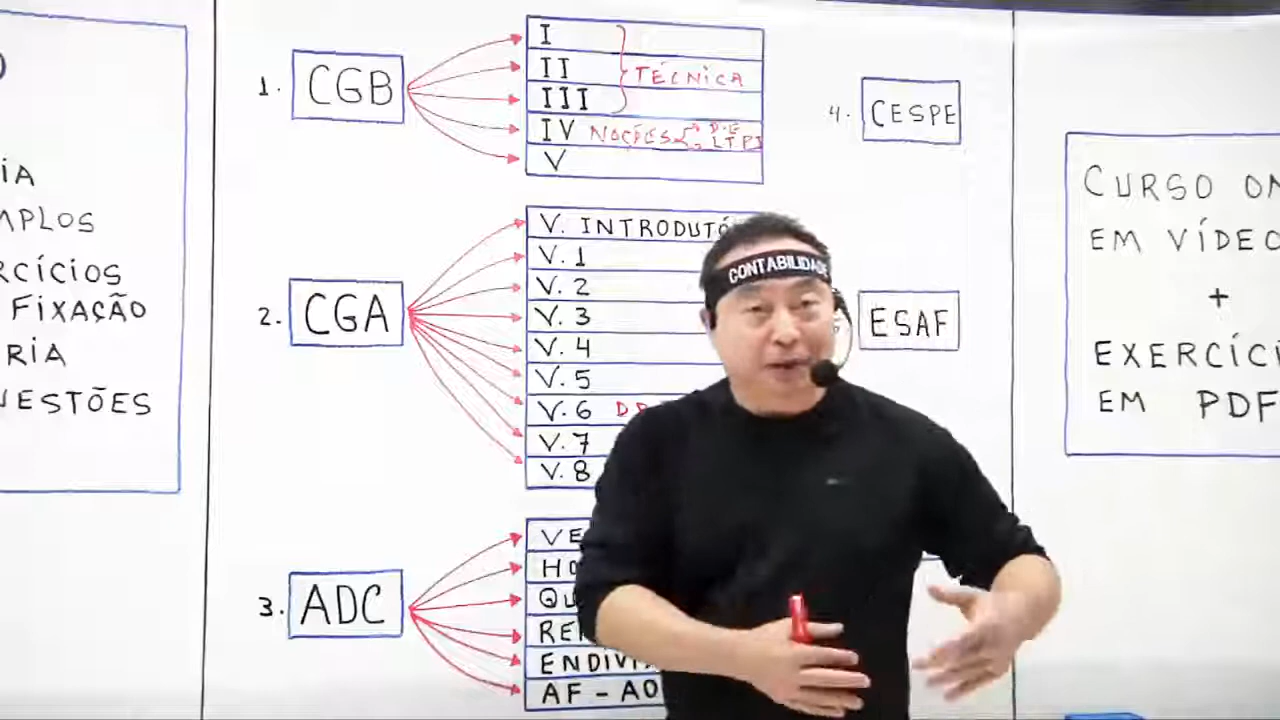 IA
MPLOS
RCÍCIOS
FIXAÇÃO
RIA
UESTÕES
1. CGB
I
II
III
TÉCNICA
IV NOÇÕES
V
2. CGA
V. INTRODUTÓ
V. 1
V. 2
V. 3
V. 4
V. 5
V. 6
V. 7
V. 8
3. ADC
VE
HO
QU
RE
ENDIVI
AF - AO
4. CESPE
ESAF
CONTABILIDADE
CURSO ON
EM VÍDEO
+
EXERCÍCI
EM PDF